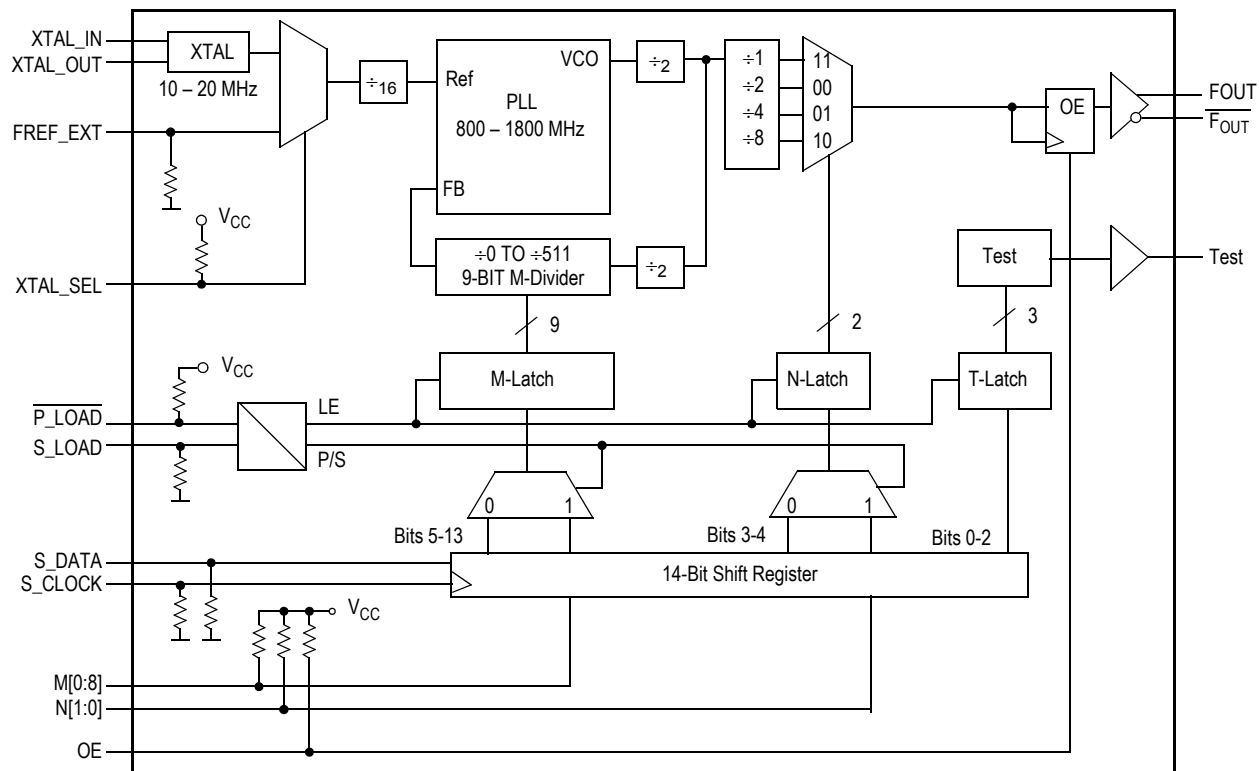 XTAL_IN
XTAL_OUT
XTAL
10 – 20 MHz
÷16
Ref
VCO
PLL
800 – 1800 MHz
FB
÷2
÷1
÷2
÷4
÷8
11
00
01
10
OE
FOUT
FOUT
FREF_EXT
VCC
XTAL_SEL
÷0 TO ÷511
9-BIT M-Divider
÷2
Test
Test
9
2
3
VCC
M-Latch
N-Latch
T-Latch
P_LOAD
S_LOAD
LE
P/S
0
1
0
1
Bits 5-13
Bits 3-4
Bits 0-2
S_DATA
S_CLOCK
14-Bit Shift Register
VCC
M[0:8]
N[1:0]
OE